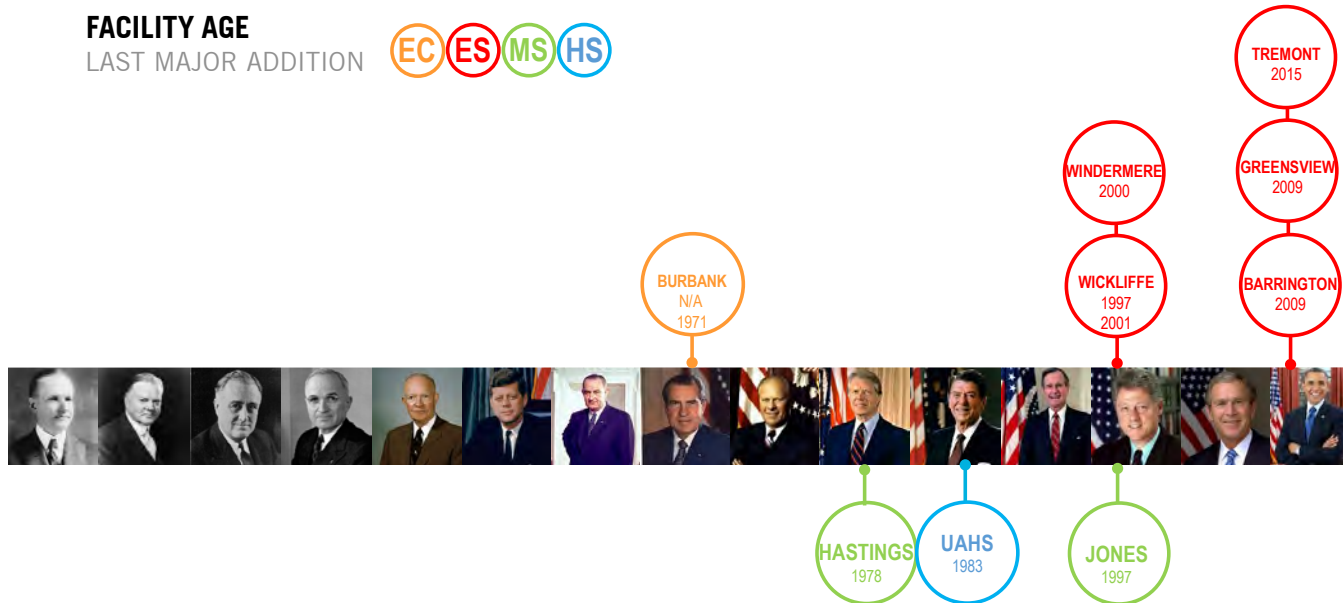 FACILITY AGE
LAST MAJOR ADDITION
EC ES MS HS
TREMONT
2015
WINDERMERE
2000
GREENSVIEW
2009
BURBANK
N/A
1971
WICKLIFFE
1997
2001
BARRINGTON
2009
HASTINGS
1978
UAHS
1983
JONES
1997